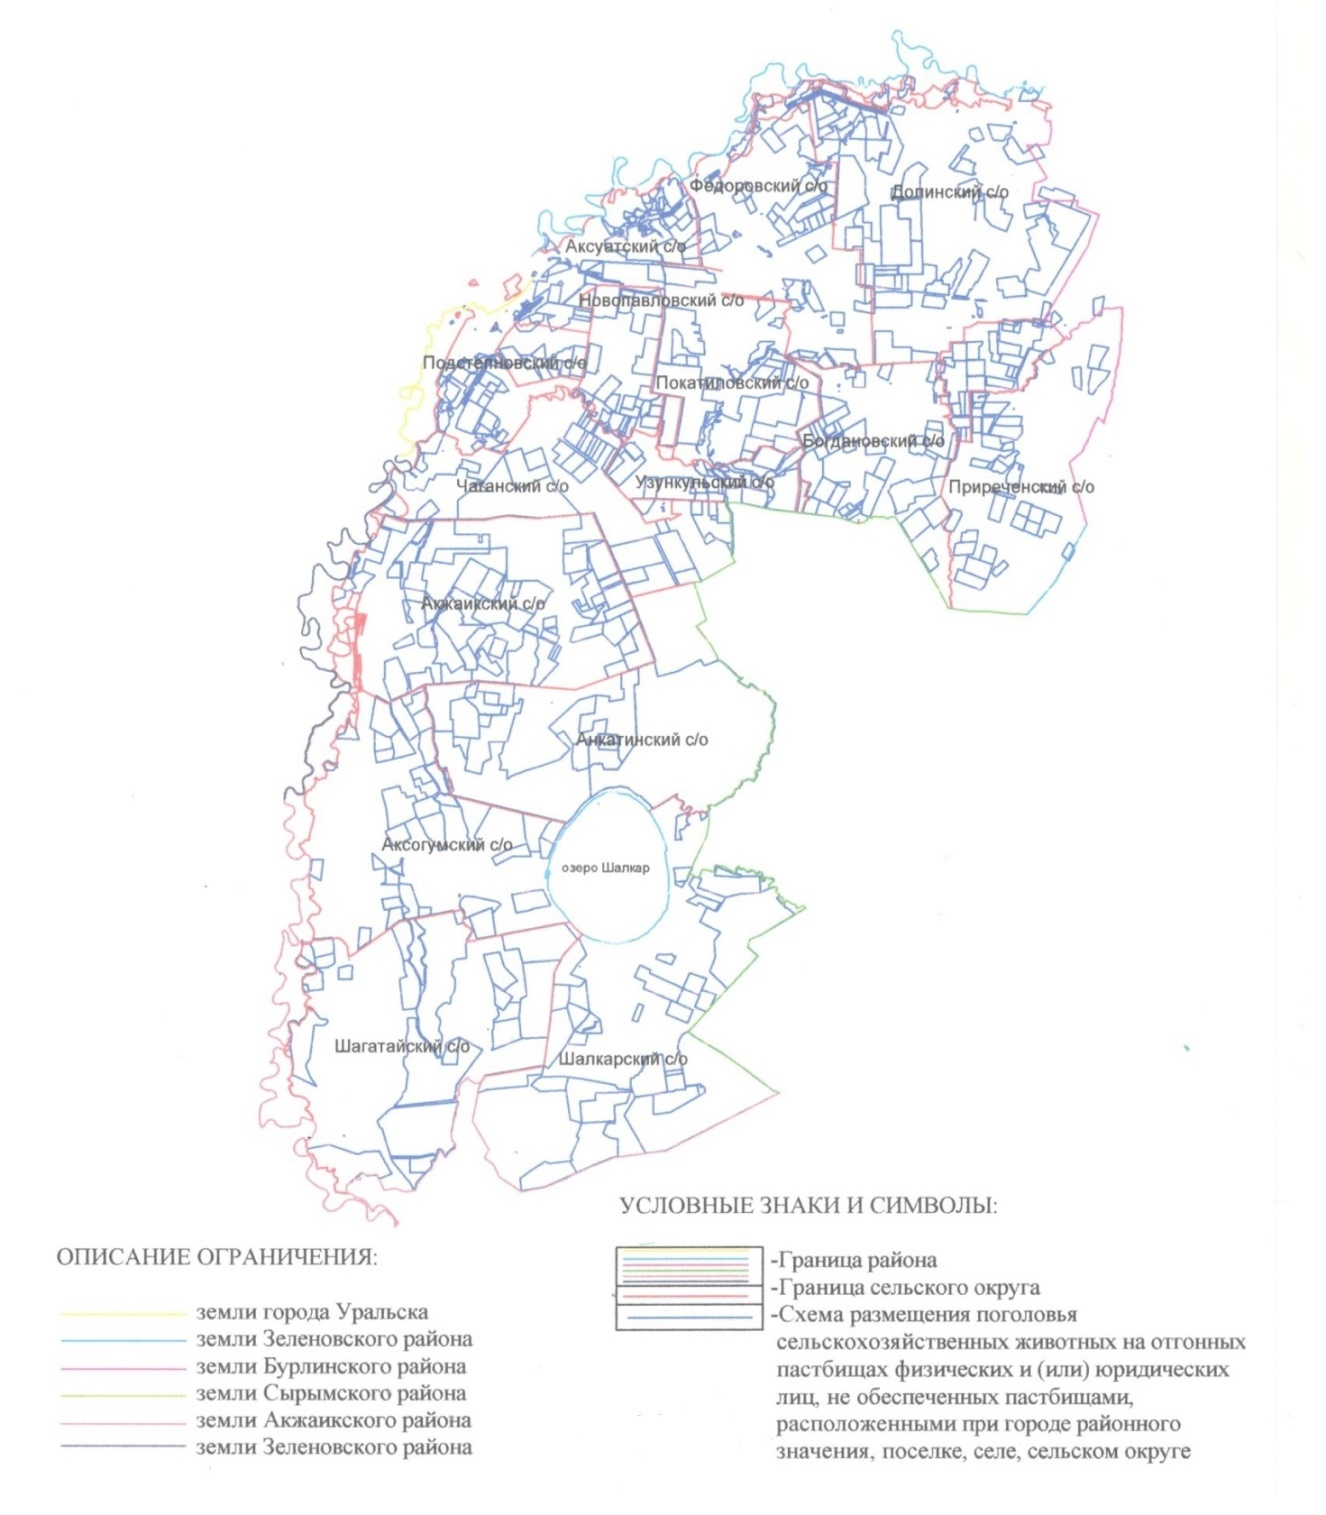 Федоровский с/о
Долинский с/о
Аксуатский с/о
Новопавловский с/о
Подстепновский с/о
Покатиловский с/о
Богдановский с/о
Чаганский с/о
Узункульский с/о
Приреченский с/о
Акжаикский с/о
Анкатинский с/о
Аксогумский с/о
озеро Шалкар
Шагатайский с/о
Шалкарский с/о
УСЛОВНЫЕ ЗНАКИ И СИМВОЛЫ:
-Граница района
-Граница сельского округа
-Схема размещения поголовья
сельскохозяйственных животных на отгонных
пастбищах физических и (или) юридических
лиц, не обеспеченных пастбищами,
расположенными при городе районного
значения, поселке, селе, сельском округе
ОПИСАНИЕ ОГРАНИЧЕНИЯ:
земли города Уральска
земли Зеленовского района
земли Бурлинского района
земли Сырымского района
земли Акжаикского района
земли Зеленовского района